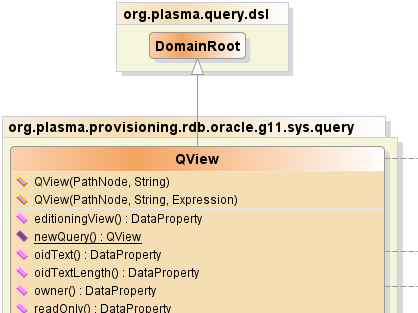 org.plasma.query.dsl
DomainRoot
org.plasma.provisioning.rdb.oracle.g11.sys.query
QView
QView(PathNode, String)
QView(PathNode, String, Expression)
editioningView() : DataProperty
newQuery() : QView
oidText() : DataProperty
oidTextLength() : DataProperty
owner() : DataProperty
readOnly() : DataProperty